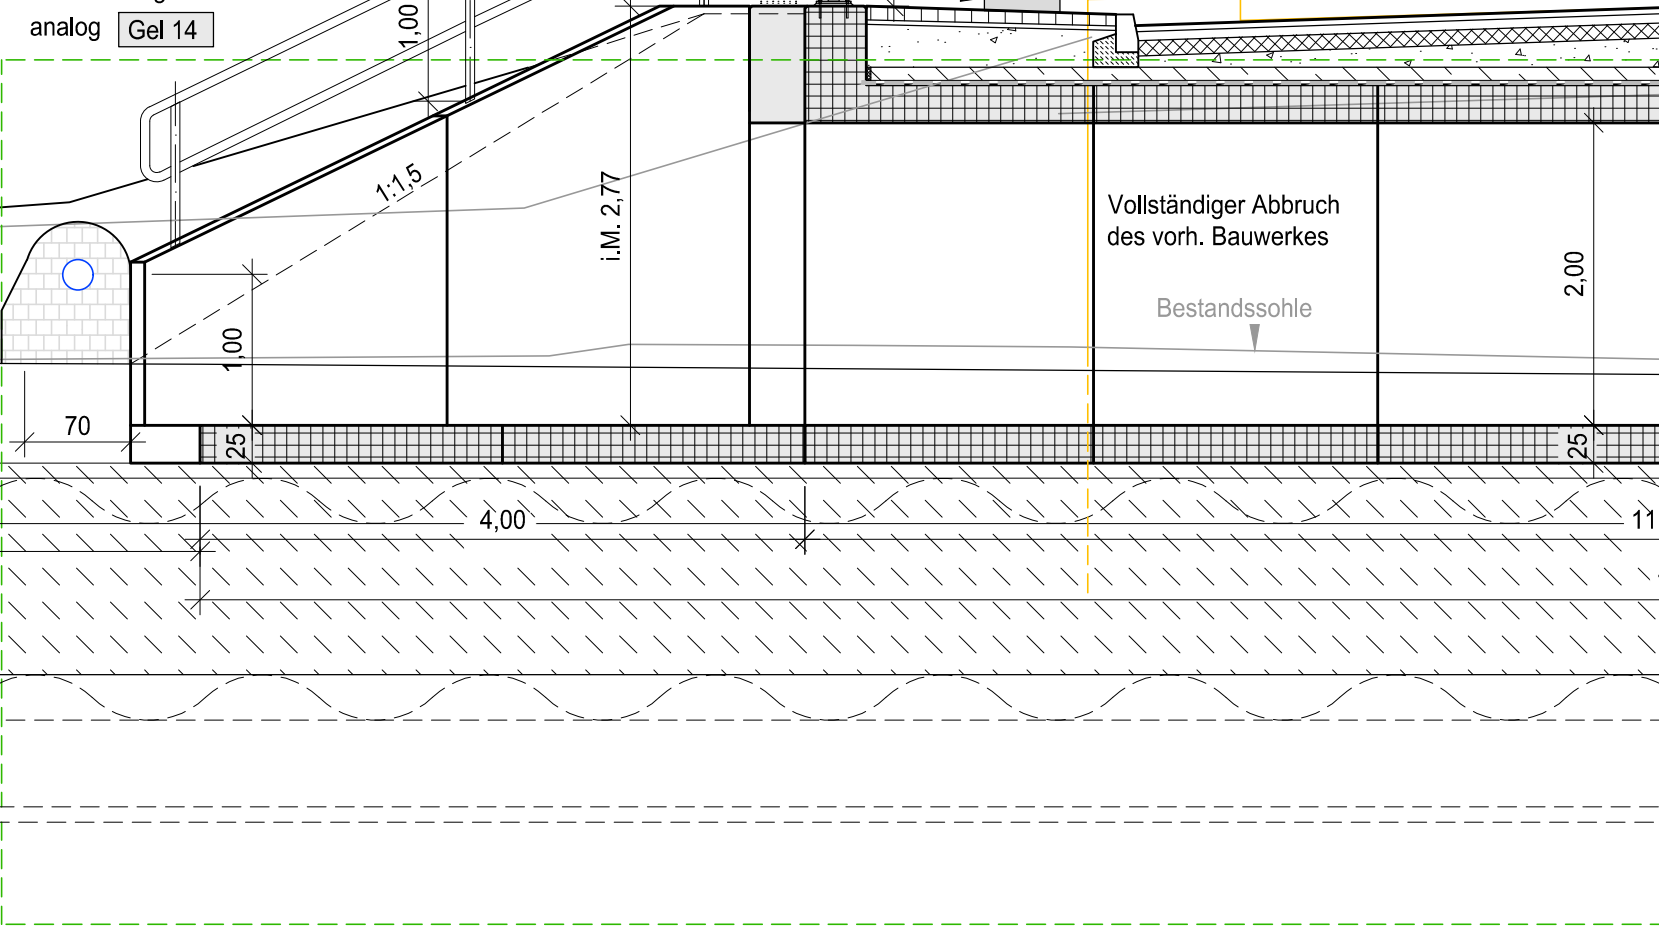 analog Gel 14
1,00
1:1,5
i.M. 2,77
Vollständiger Abbruch
des vorh. Bauwerkes
2,00
Bestandssohle
1,00
70
25
25
4,00
11